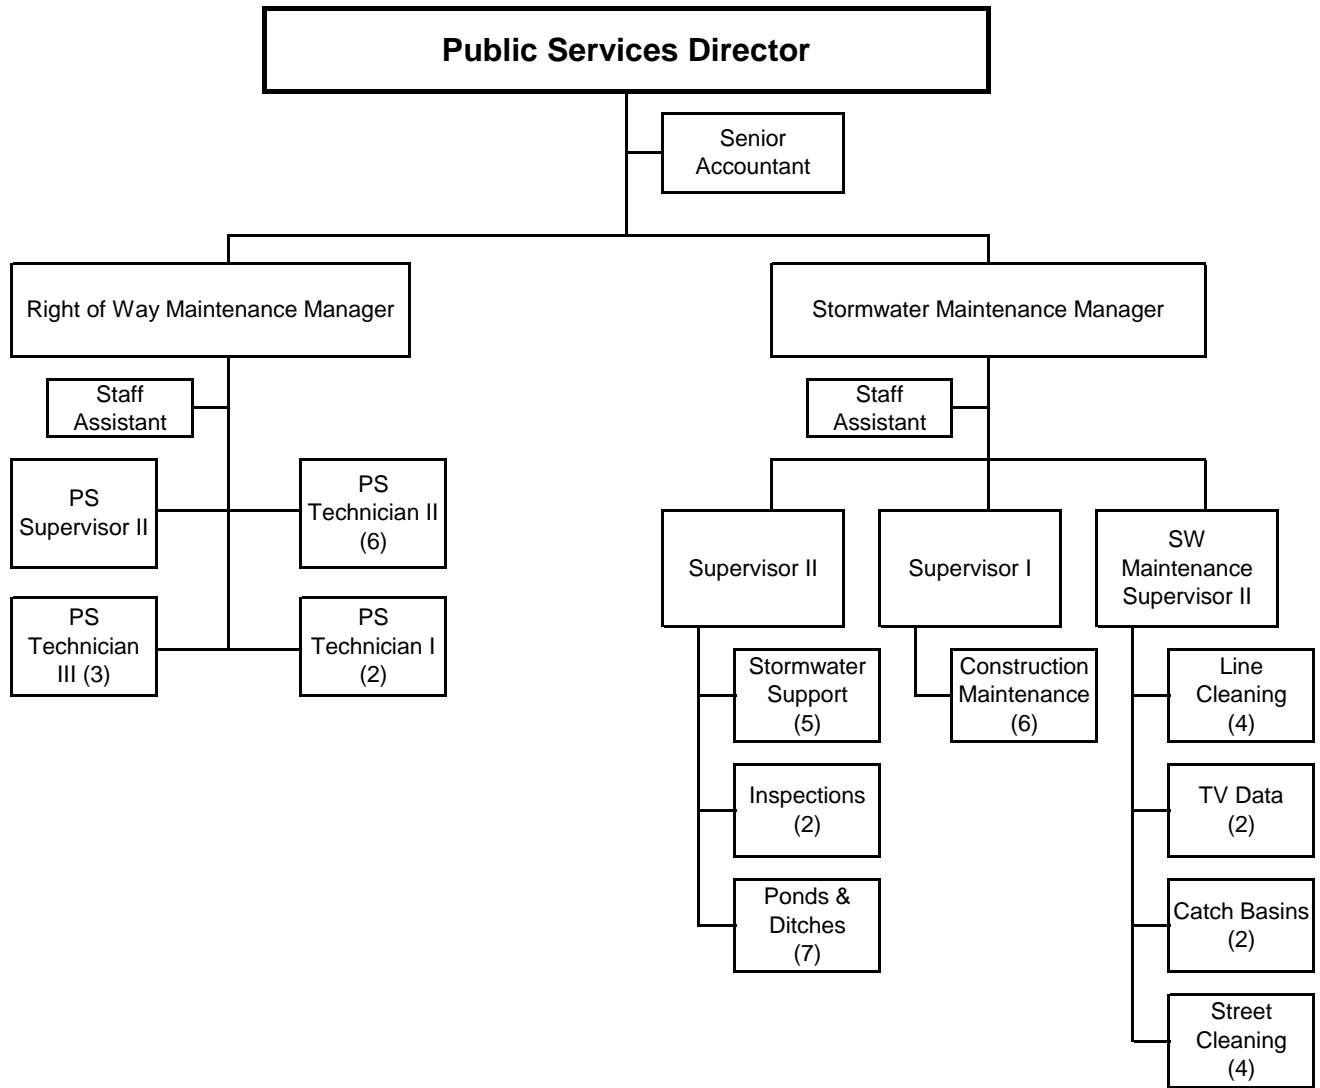 Public Services Director
Senior
Accountant
Right of Way Maintenance Manager
Stormwater Maintenance Manager
Staff
Assistant
Staff
Assistant
PS
Supervisor II
PS
Technician II
(6)
PS
Technician
III (3)
PS
Technician I
(2)
Supervisor II
Supervisor I
SW
Maintenance
Supervisor II
Stormwater
Support
(5)
Inspections
(2)
Ponds &
Ditches
(7)
Construction
Maintenance
(6)
Line
Cleaning
(4)
TV Data
(2)
Catch Basins
(2)
Street
Cleaning
(4)